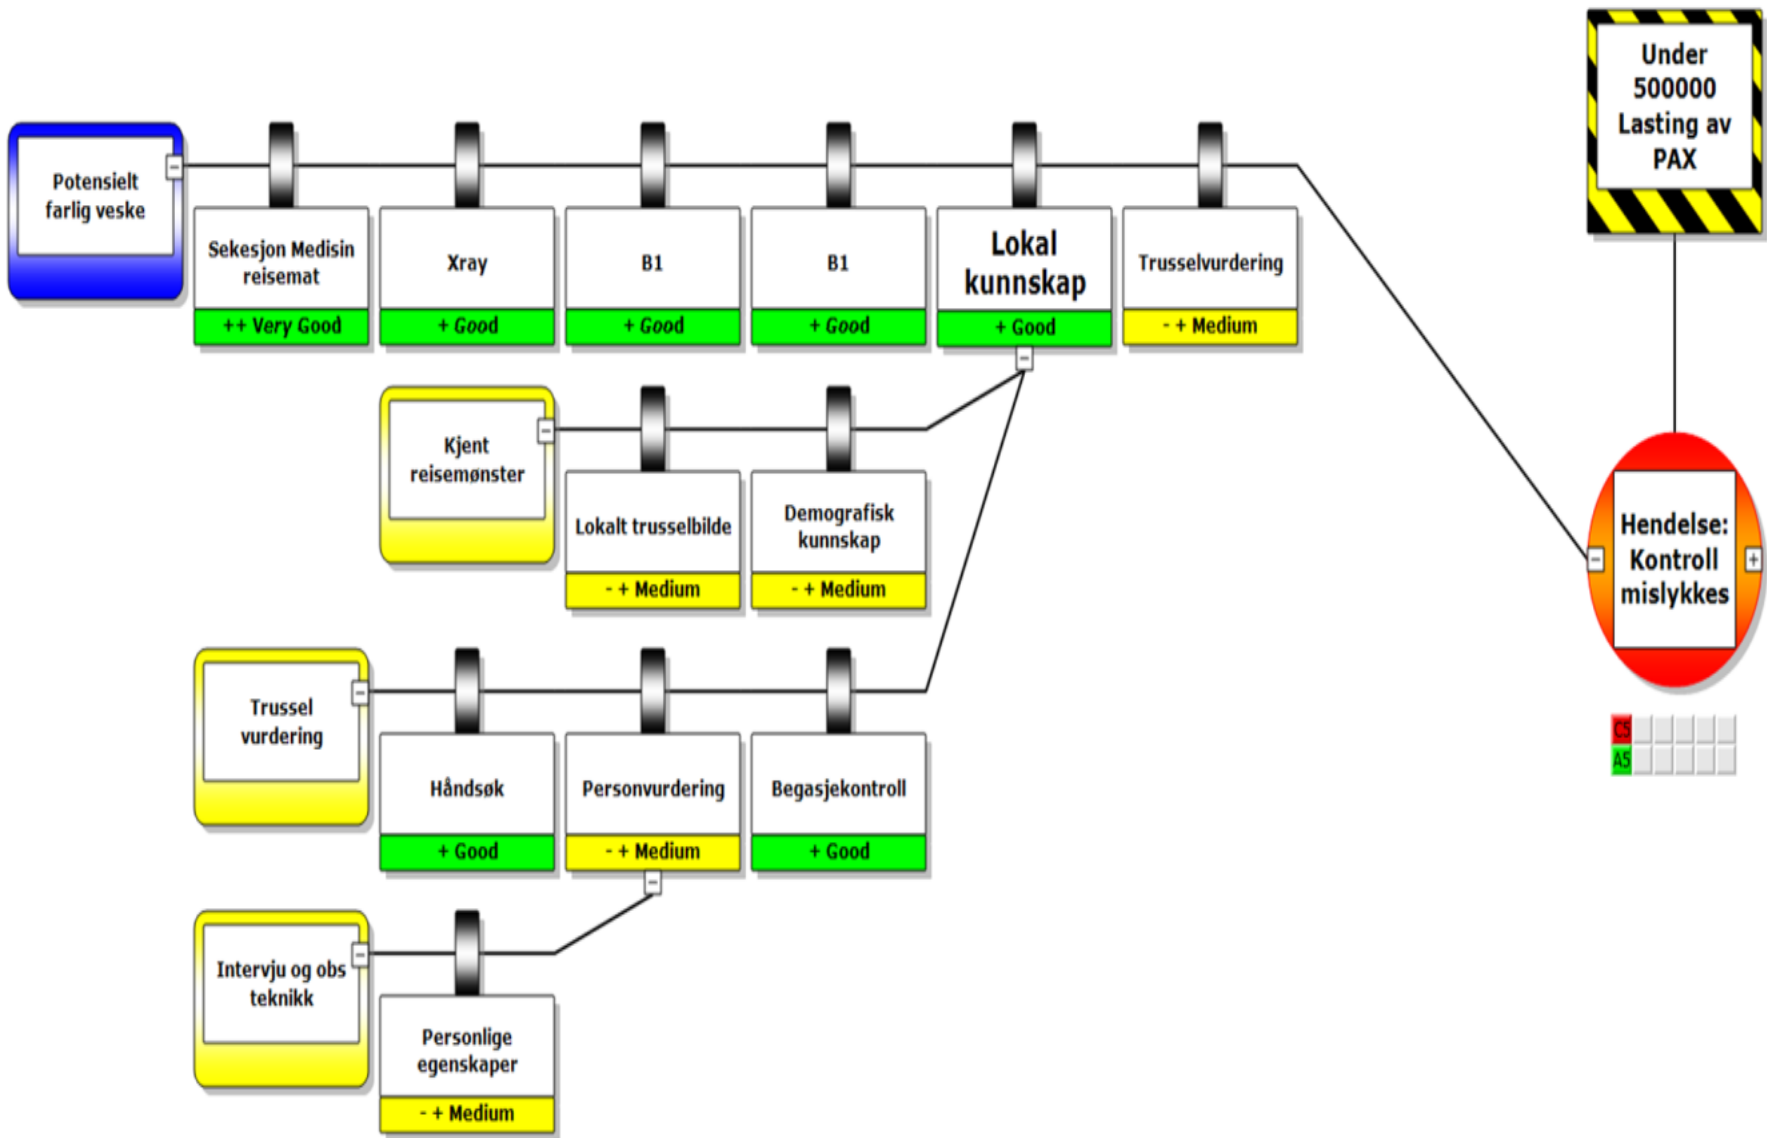 Under
500000
Lasting av
PAX
Potensielt
farlig veske
Sekesjon Medisin
reisemat
++ Very Good
Xray
+ Good
B1
+ Good
B1
+ Good
Lokal
kunnskap
+ Good
Trusselvurdering
- + Medium
Kjent
reisemønster
Lokalt trusselbilde
- + Medium
Demografisk
kunnskap
- + Medium
Hendelse:
Kontroll
mislykkes
C5
A5
Trussel
vurdering
Håndsøk
+ Good
Personvurdering
- + Medium
Begasjekontroll
+ Good
Intervju og obs
teknikk
Personlige
egenskaper
- + Medium